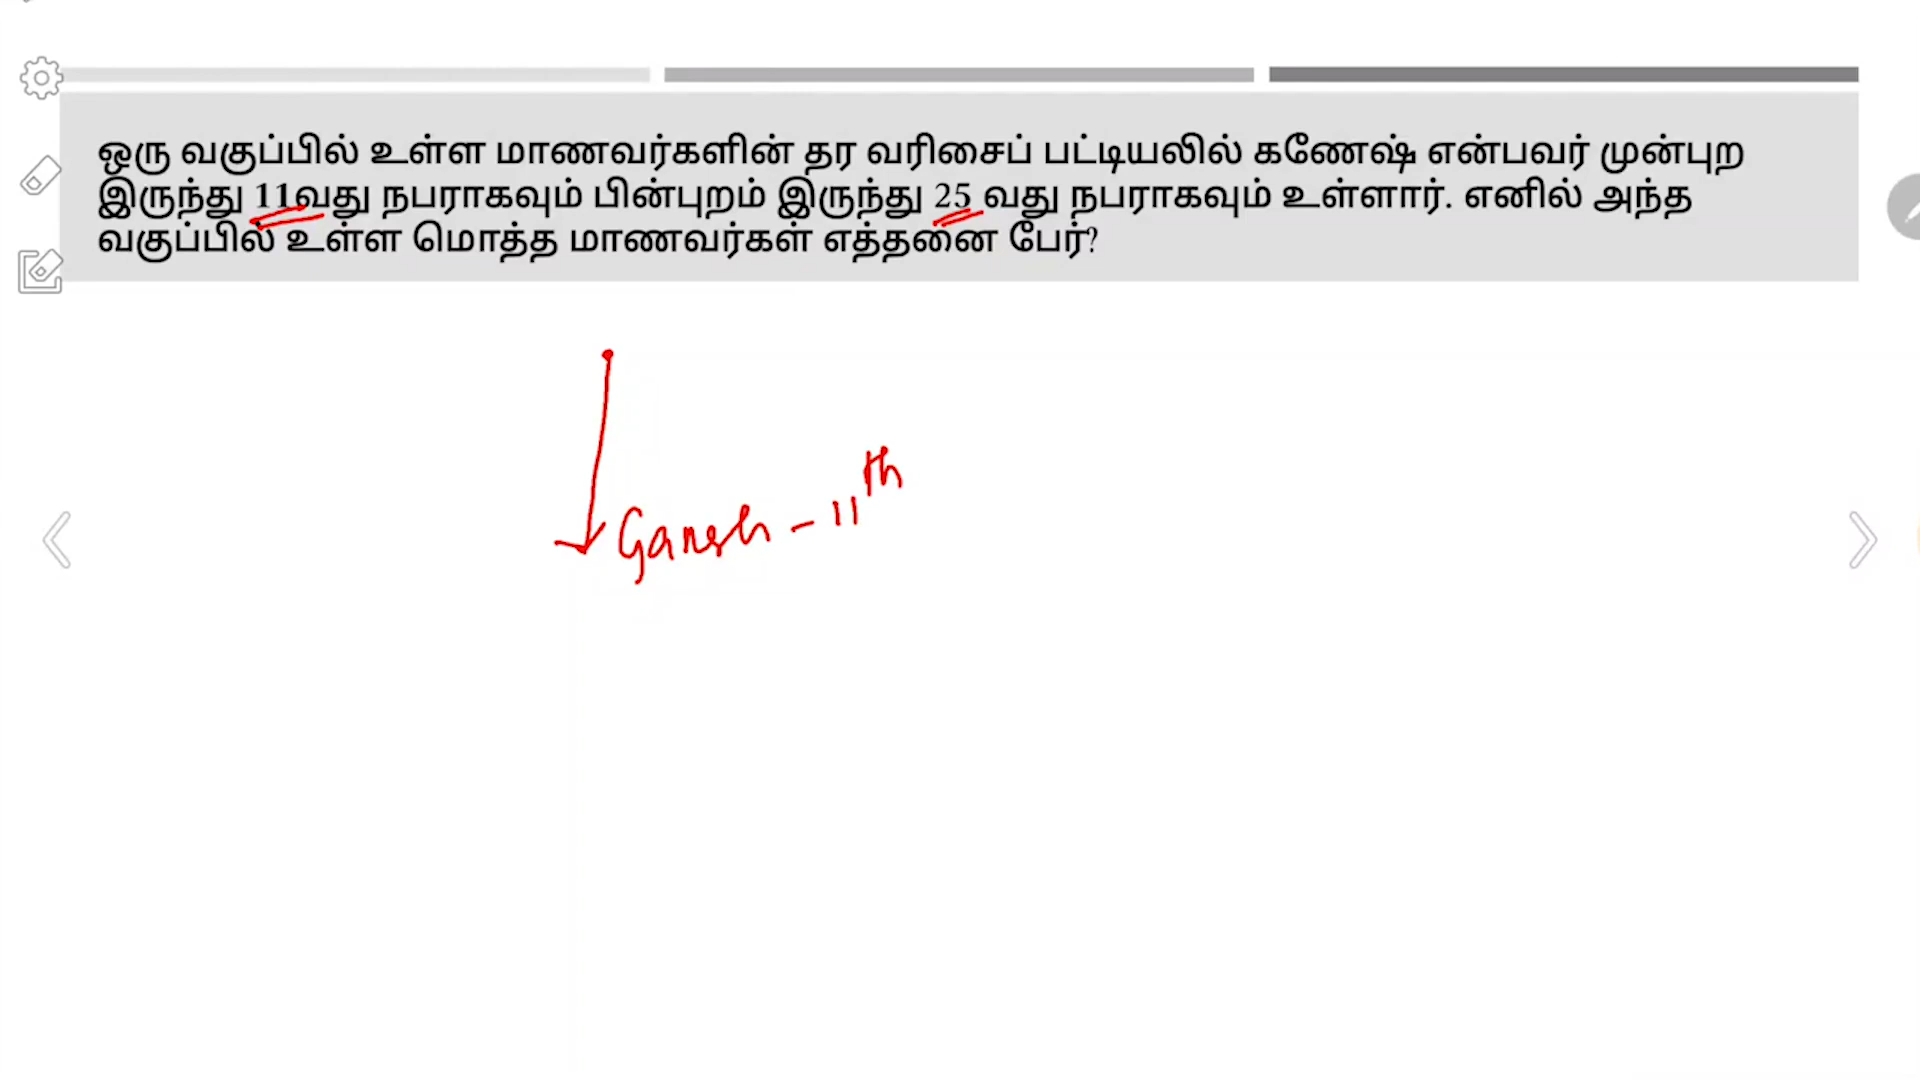 ஒரு வகுப்பில் உள்ள மாணவர்களின் தர வரிசைப் பட்டியலில் கணேஷ் என்பவர் முன்புற
இருந்து 11வது நபராகவும் பின்புறம் இருந்து 25 வது நபராகவும் உள்ளார். எனில் அந்த
வகுப்பில் உள்ள மொத்த மாணவர்கள் எத்தனை பேர்?
Ganesh - 11th